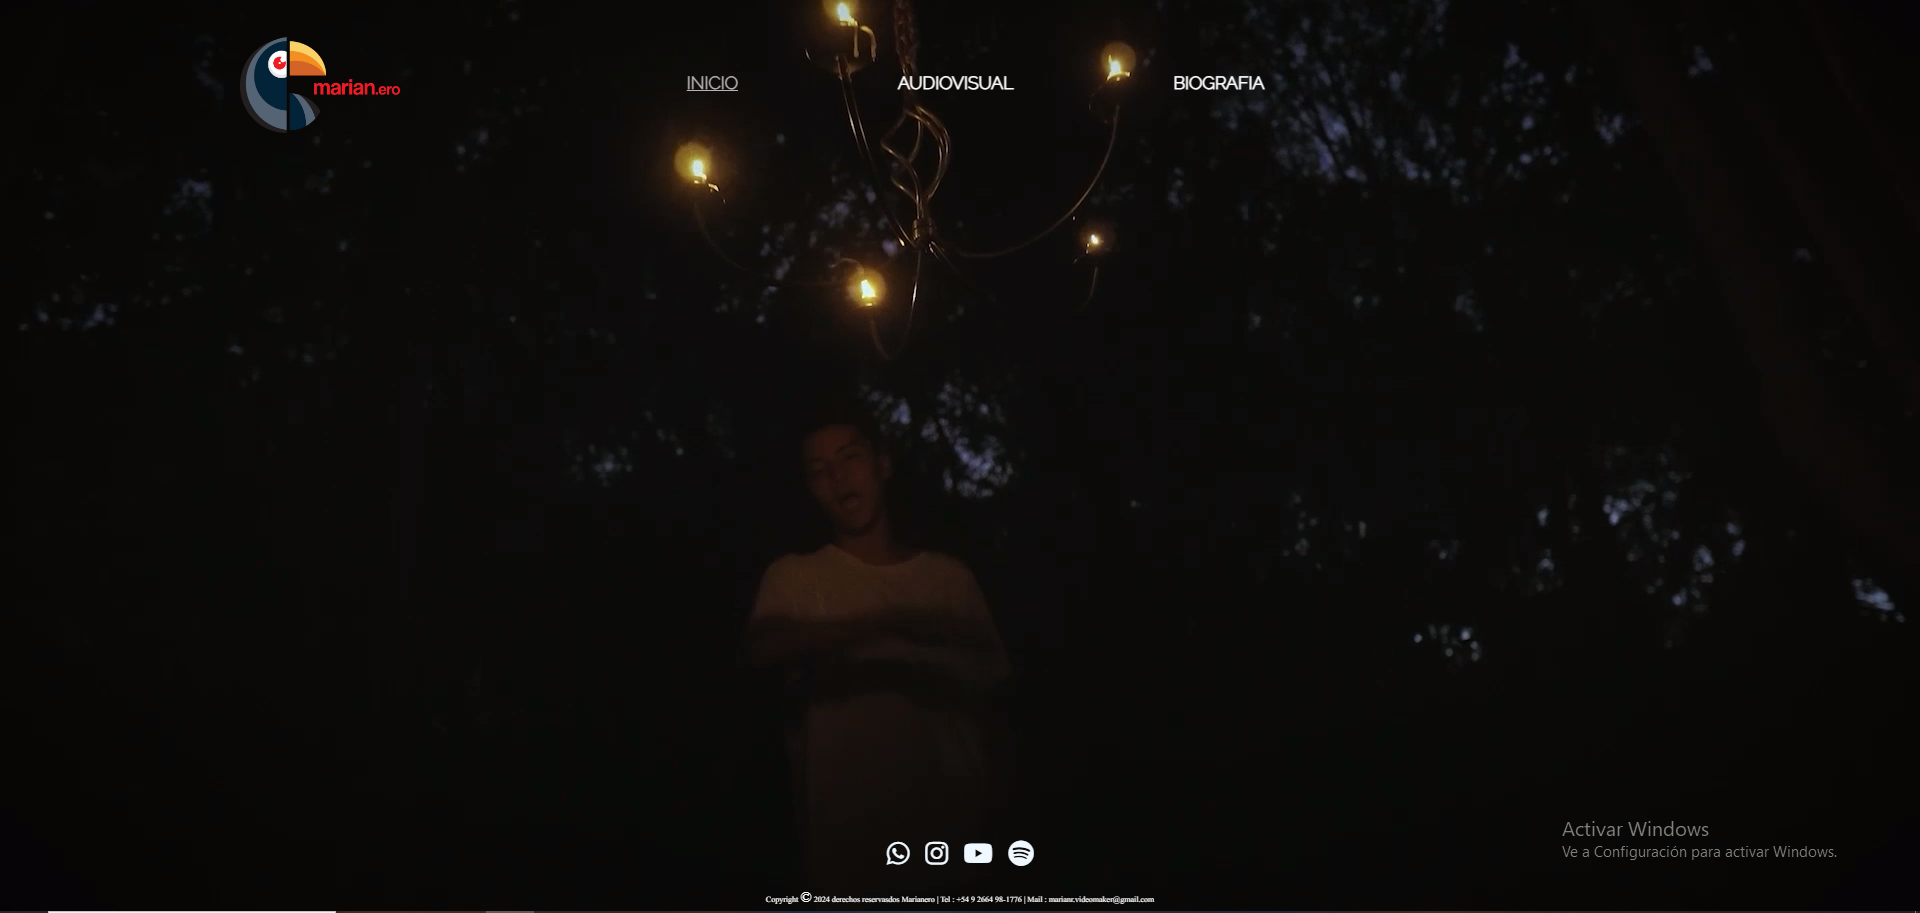 marian.ero
INICIO
AUDIOVISUAL
BIOGRAFIA
Activar Windows
Ve a Configuración para activar Windows.
Copyright © 2024 derechos reservasdos Marianero | Tel : +54 9 2664 98-1776 | Mail : marianr.videomaker@gmail.com